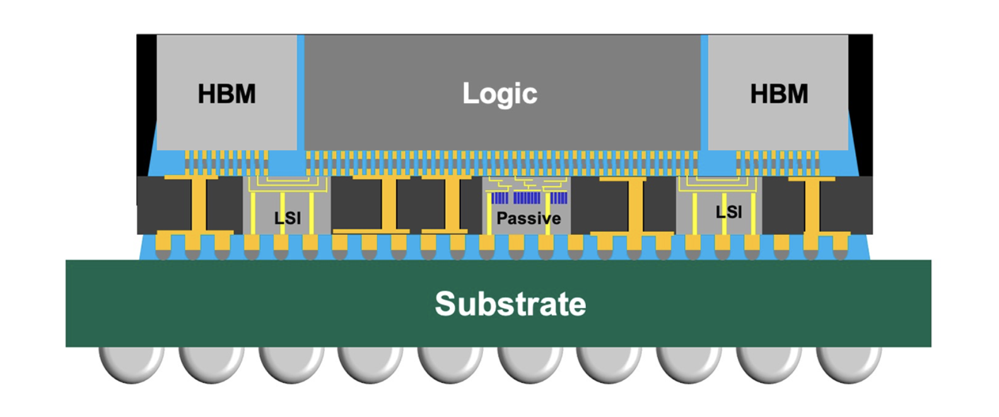 HBM
Logic
HBM
LSI
Passive
LSI
Substrate